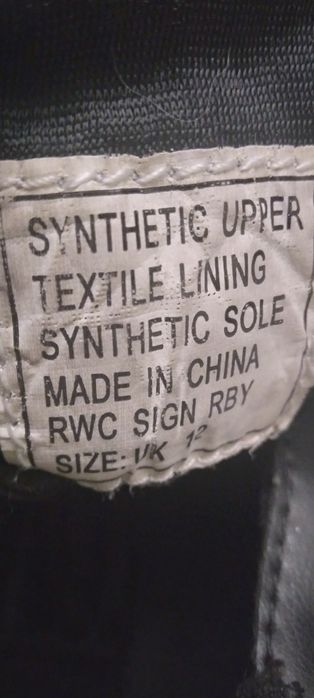 SYNTHETIC UPPER
TEXTILE LINING
SYNTHETIC SOLE
MADE IN CHINA
RWC SIGN RBY
SIZE: UK 12